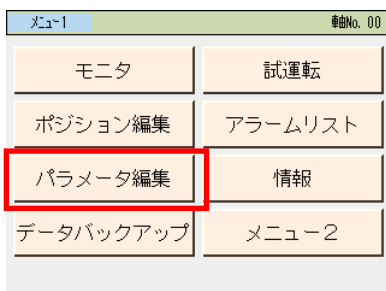 ﾒﾆｭｰ1 軸No. 00
モニタ 試運転
ポジション編集 アラームリスト
パラメータ編集 情報
データバックアップ メニュー２